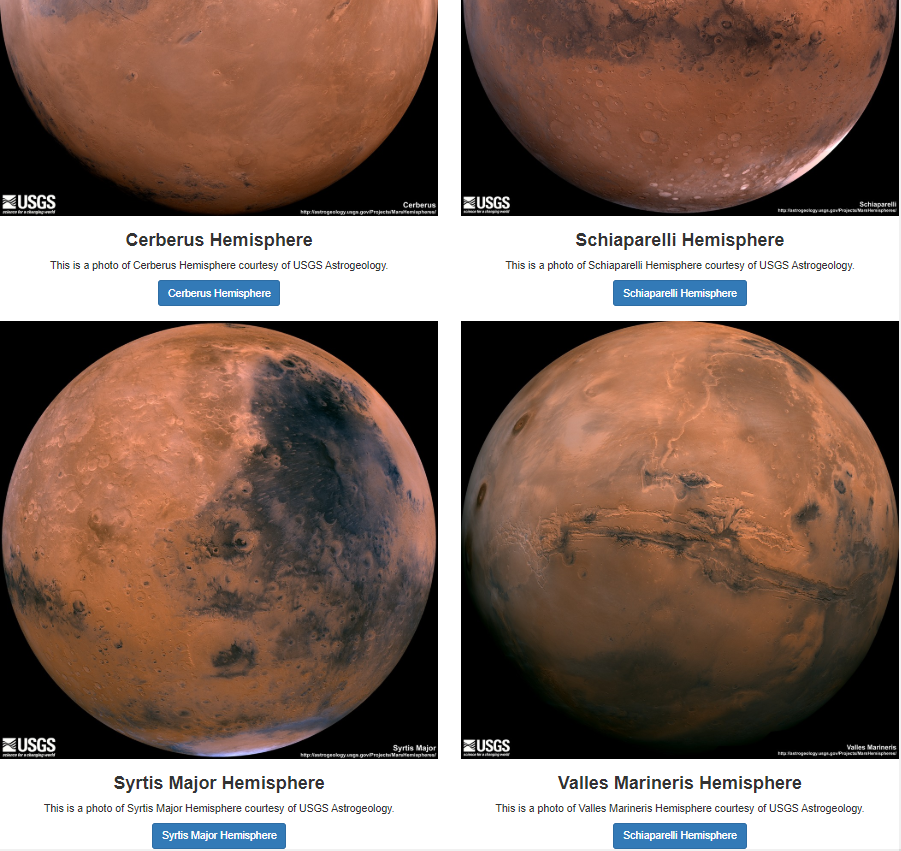 USGS
science for a changing world
Cerberus
http://astrogeology.usgs.gov/Projects/MarsHemispheres/
USGS
science for a changing world
Schiaparelli
http://astrogeology.usgs.gov/Projects/MarsHemispheres/
Cerberus Hemisphere
This is a photo of Cerberus Hemisphere courtesy of USGS Astrogeology.
Cerberus Hemisphere
Schiaparelli Hemisphere
This is a photo of Schiaparelli Hemisphere courtesy of USGS Astrogeology.
Schiaparelli Hemisphere
USGS
science for a changing world
Syrtis Major
http://astrogeology.usgs.gov/Projects/MarsHemispheres/
USGS
science for a changing world
Valles Marineris
http://astrogeology.usgs.gov/Projects/MarsHemispheres/
Syrtis Major Hemisphere
This is a photo of Syrtis Major Hemisphere courtesy of USGS Astrogeology.
Syrtis Major Hemisphere
Valles Marineris Hemisphere
This is a photo of Valles Marineris Hemisphere courtesy of USGS Astrogeology.
Schiaparelli Hemisphere